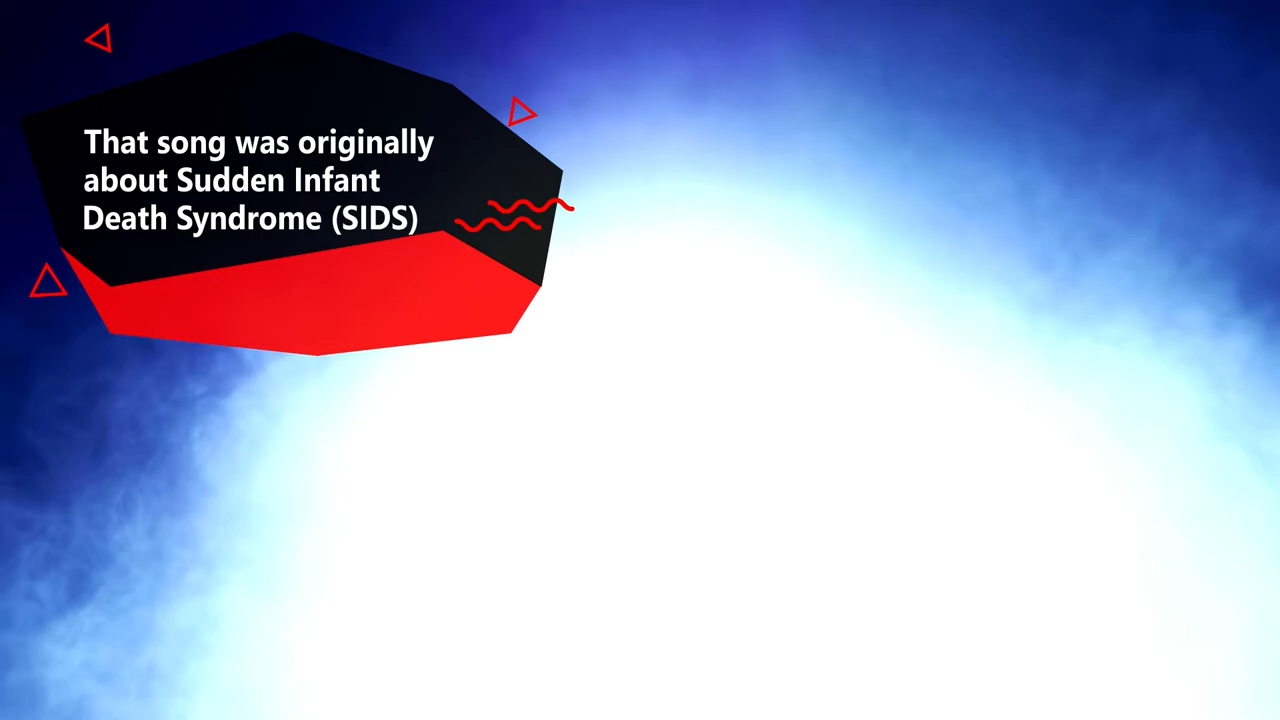 That song was originally
about Sudden Infant
Death Syndrome (SIDS)